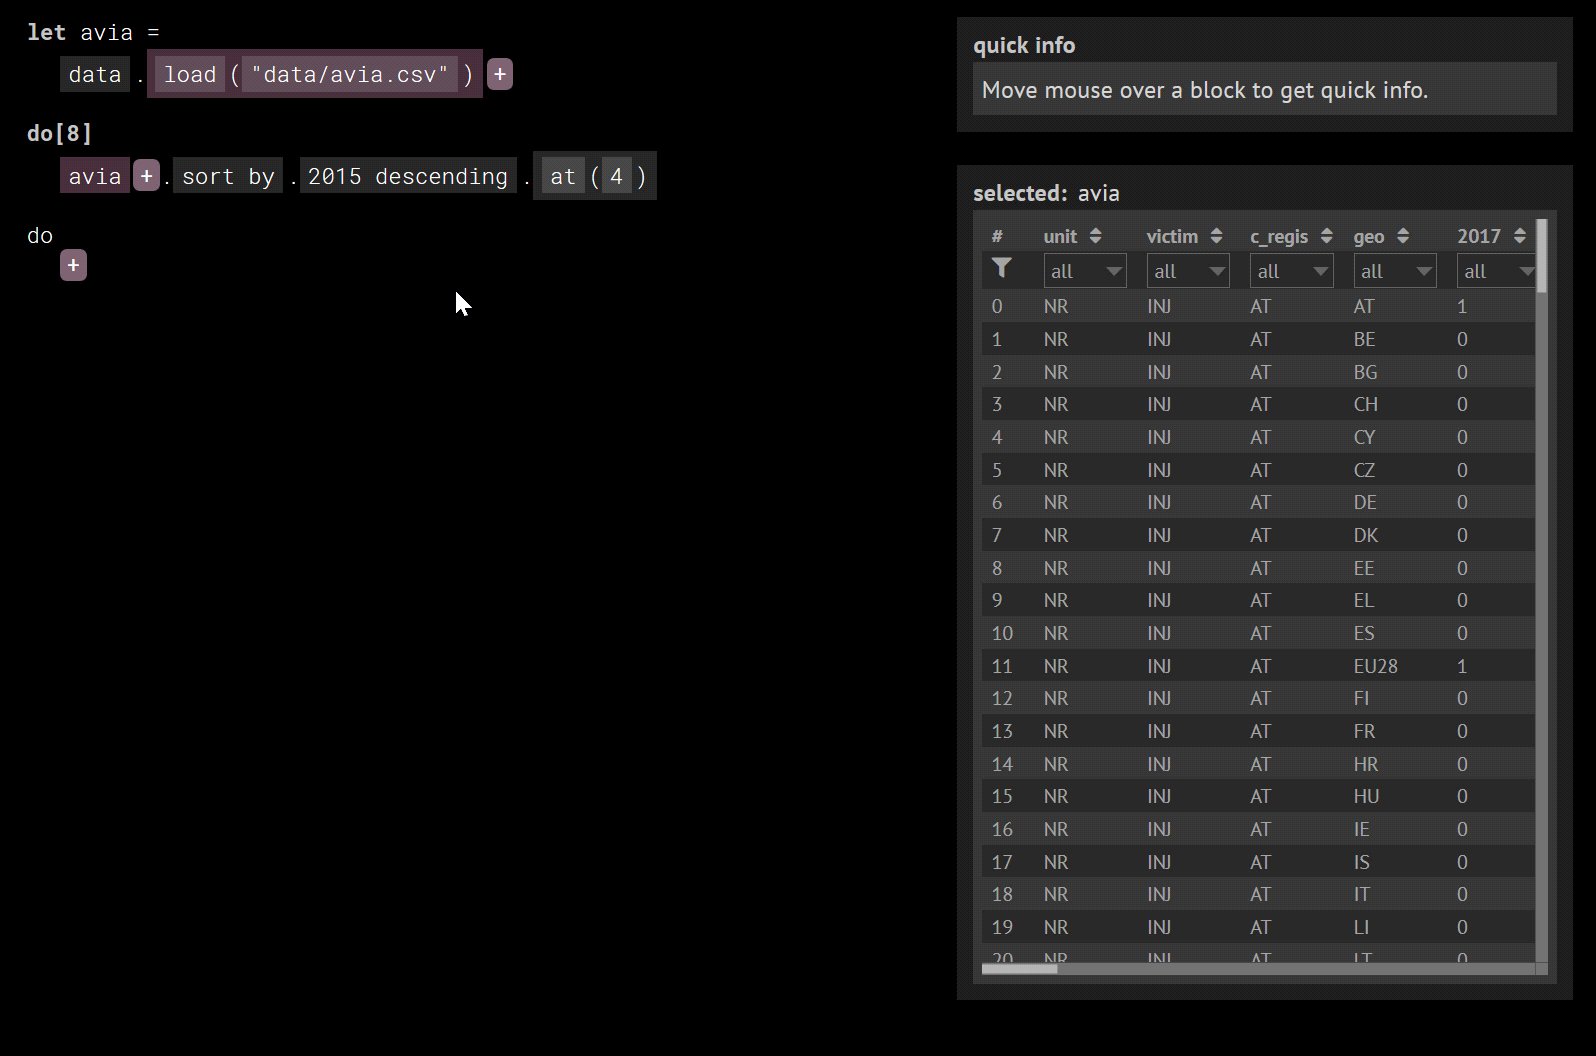 let avia =
data . load ( "data/avia.csv" ) +
do[8]
avia + . sort by . 2015 descending . at ( 4 )
do
+
quick info
Move mouse over a block to get quick info.
selected: avia
# unit victim c_regis geo 2017
all all all all all
0 NR INJ AT AT 1
1 NR INJ AT BE 0
2 NR INJ AT BG 0
3 NR INJ AT CH 0
4 NR INJ AT CY 0
5 NR INJ AT CZ 0
6 NR INJ AT DE 0
7 NR INJ AT DK 0
8 NR INJ AT EE 0
9 NR INJ AT EL 0
10 NR INJ AT ES 0
11 NR INJ AT EU28 1
12 NR INJ AT FI 0
13 NR INJ AT FR 0
14 NR INJ AT HR 0
15 NR INJ AT HU 0
16 NR INJ AT IE 0
17 NR INJ AT IS 0
18 NR INJ AT IT 0
19 NR INJ AT LI 0
20 NR INJ AT LT 0